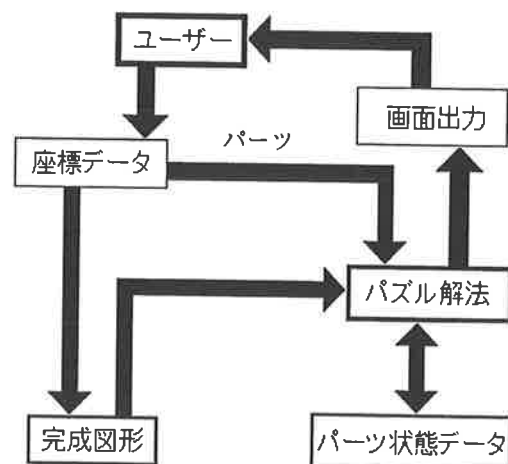 ユーザー
画面出力
パーツ
座標データ
パズル解法
完成図形
パーツ状態データ